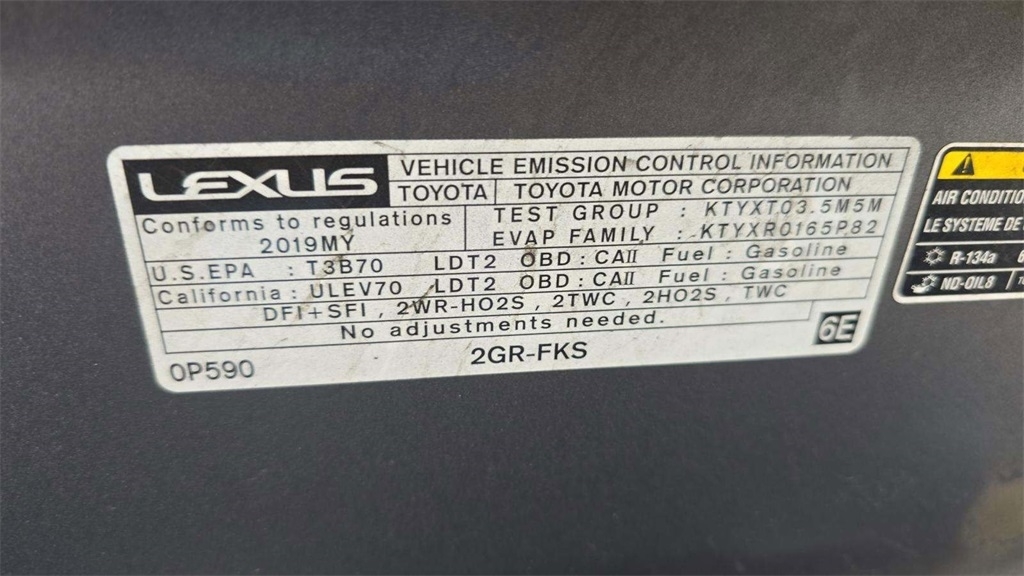 LEXUS
VEHICLE EMISSION CONTROL INFORMATION
TOYOTA TOYOTA MOTOR CORPORATION
Conforms to regulations
2019MY
TEST GROUP : KTYXT03.5M5M
EVAP FAMILY : KTYXR0165P82
U.S.EPA : T3B70 LDT2 OBD : CAII Fuel : Gasoline
California : ULEV70 LDT2 OBD : CAII Fuel : Gasoline
DFI+SFI , 2WR-HO2S , 2TWC , 2HO2S , TWC
No adjustments needed.
0P590 2GR-FKS 6E
AIR CONDITIO
LE SYSTEME DE
R-134a
ND-OIL8